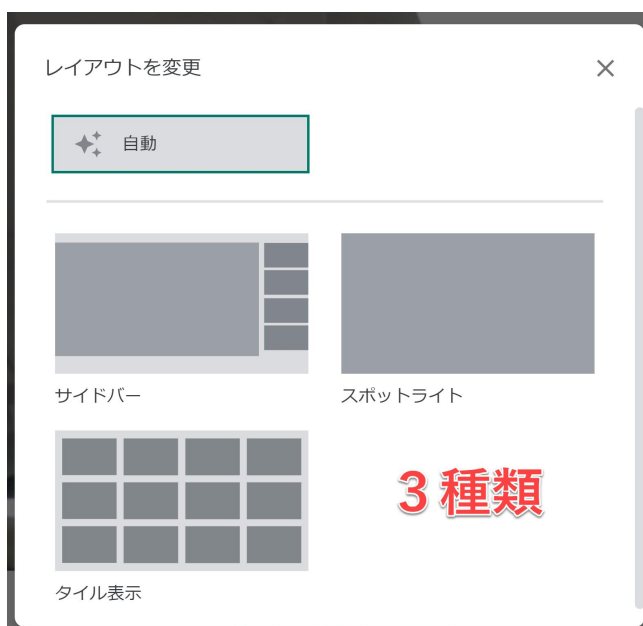 レイアウトを変更
自動
サイドバー
スポットライト
3種類
タイル表示